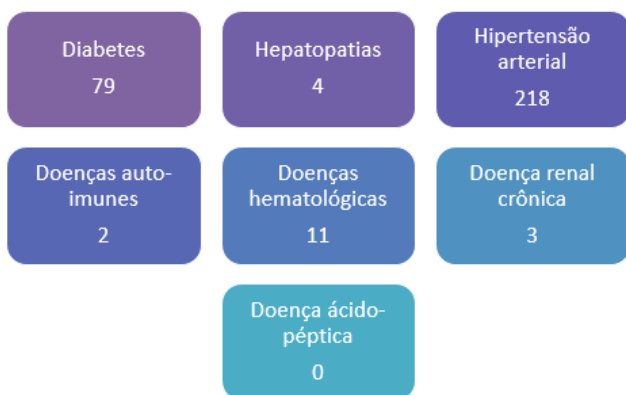 Diabetes
79
Hepatopatias
4
Hipertensão
arterial
218
Doenças auto-
imunes
2
Doenças
hematológicas
11
Doença renal
crônica
3
Doença ácido-
péptica
0